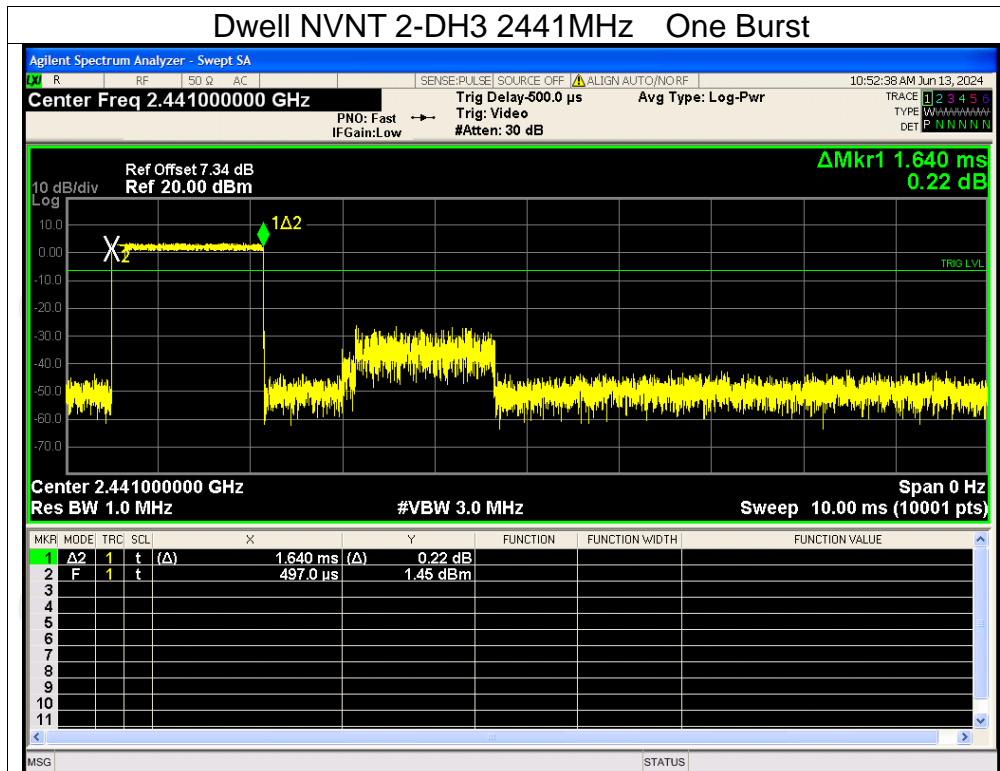 Dwell NVNT 2-DH3 2441MHz One Burst
Agilent Spectrum Analyzer - Swept SA
LXI R RF 50 Ω AC SENSE:PULSE SOURCE OFF ALIGN AUTO/NO RF 10:52:38 AM Jun 13, 2024
Center Freq 2.441000000 GHz
PNO: Fast
IFGain:Low
Trig Delay-500.0 µs
Trig: Video
#Atten: 30 dB
Avg Type: Log-Pwr
TRACE 1 2 3 4 5 6
TYPE WWWWWW
DET P N N N N N
ΔMkr1 1.640 ms
0.22 dB
Ref Offset 7.34 dB
10 dB/div Ref 20.00 dBm
Log
10.0
0.00
-10.0
-20.0
-30.0
-40.0
-50.0
-60.0
-70.0
1Δ2
X2
TRIG LVL
Center 2.441000000 GHz Span 0 Hz
Res BW 1.0 MHz #VBW 3.0 MHz Sweep 10.00 ms (10001 pts)
MKR MODE TRC SCL X Y FUNCTION FUNCTION WIDTH FUNCTION VALUE
1 Δ2 1 t (Δ) 1.640 ms (Δ) 0.22 dB
2 F 1 t 497.0 µs 1.45 dBm
3
4
5
6
7
8
9
10
11
MSG STATUS